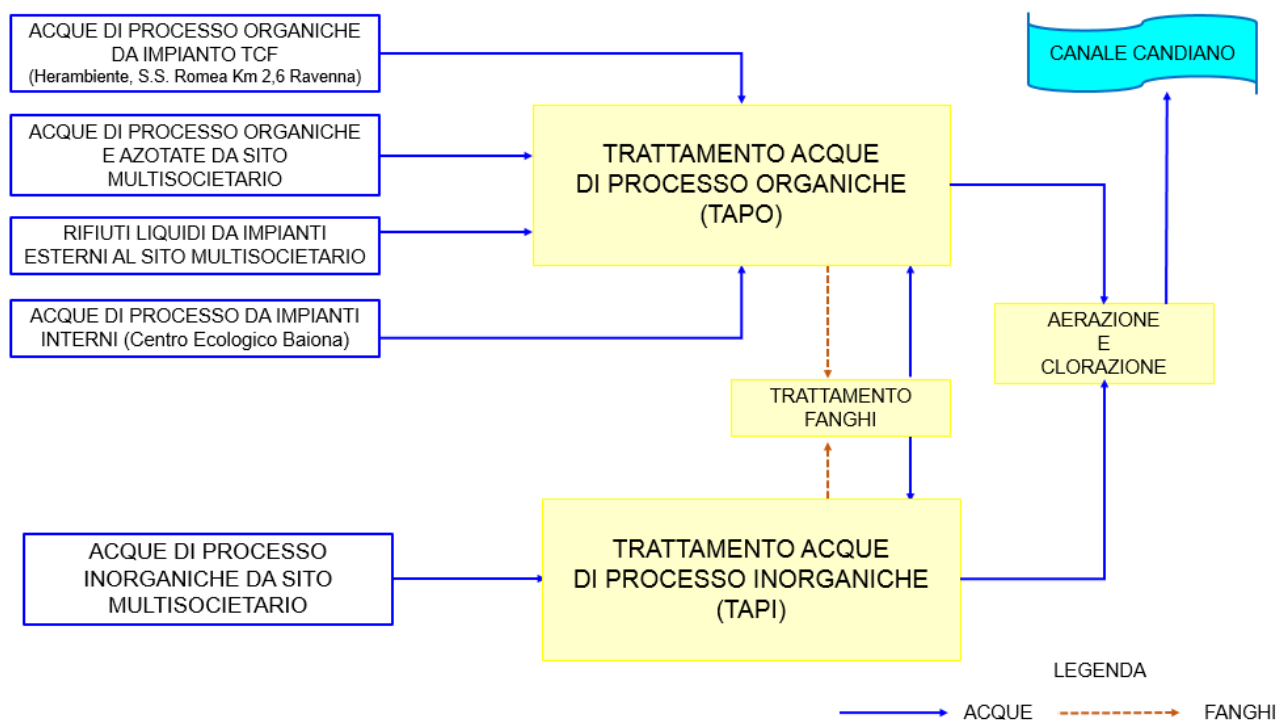 ACQUE DI PROCESSO ORGANICHE
DA IMPIANTO TCF
(Herambiente, S.S. Romea Km 2,6 Ravenna)
CANALE CANDIANO
ACQUE DI PROCESSO ORGANICHE
E AZOTATE DA SITO
MULTISOCIETARIO
TRATTAMENTO ACQUE
DI PROCESSO ORGANICHE
(TAPO)
RIFIUTI LIQUIDI DA IMPIANTI
ESTERNI AL SITO MULTISOCIETARIO
ACQUE DI PROCESSO DA IMPIANTI
INTERNI (Centro Ecologico Baiona)
AERAZIONE
E
CLORAZIONE
TRATTAMENTO
FANGHI
ACQUE DI PROCESSO
INORGANICHE DA SITO
MULTISOCIETARIO
TRATTAMENTO ACQUE
DI PROCESSO INORGANICHE
(TAPI)
LEGENDA
ACQUE
FANGHI